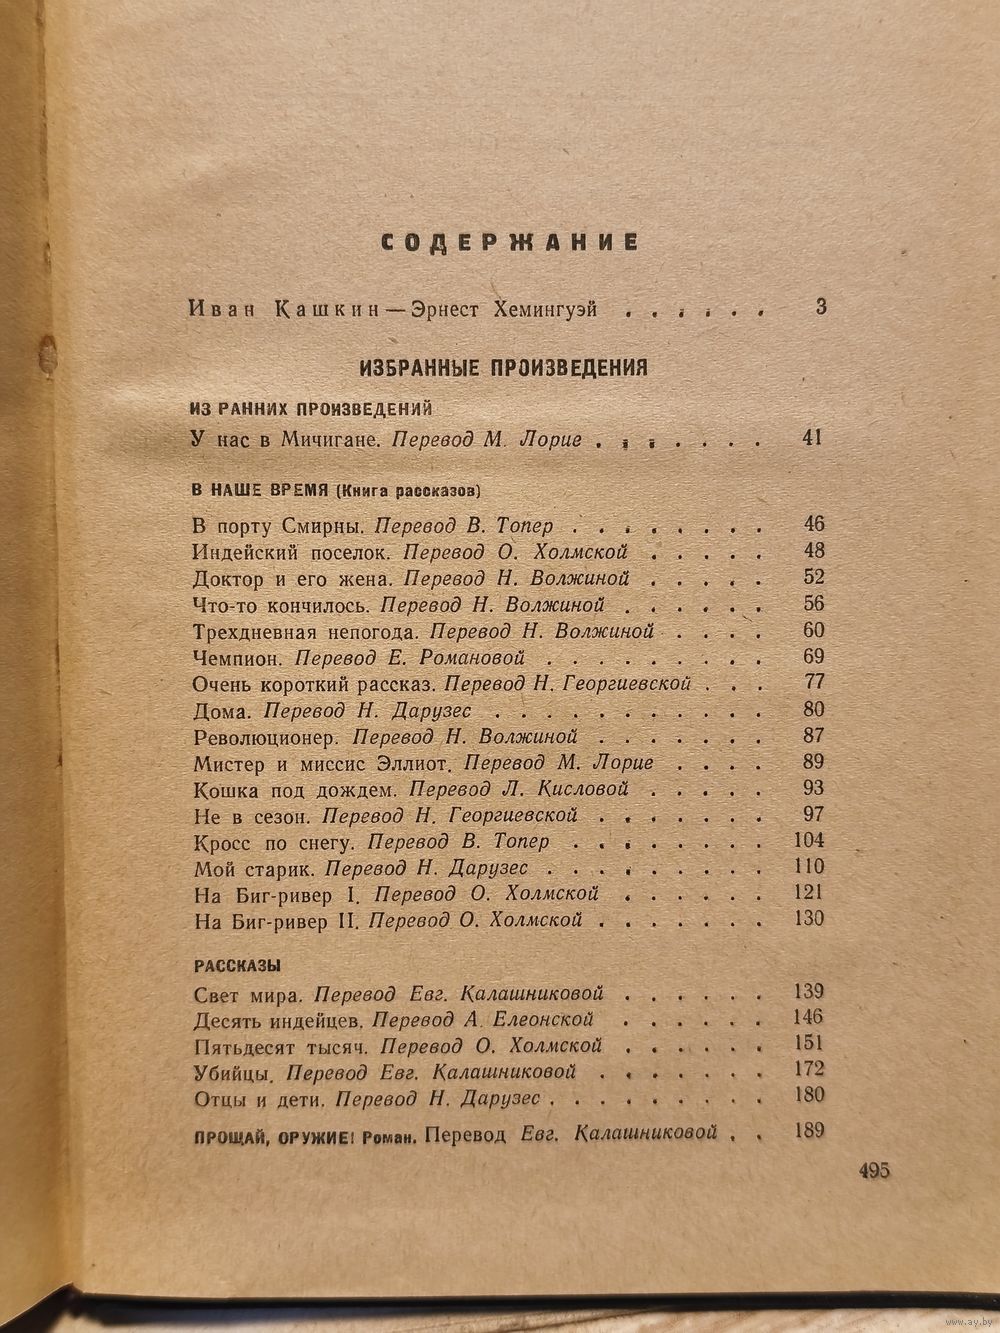 СОДЕРЖАНИЕ
Иван Кашкин — Эрнест Хемингуэй . . . . . . 3
ИЗБРАННЫЕ ПРОИЗВЕДЕНИЯ
ИЗ РАННИХ ПРОИЗВЕДЕНИЙ
У нас в Мичигане. Перевод М. Лорие . . . . . . . 41
В НАШЕ ВРЕМЯ (Книга рассказов)
В порту Смирны. Перевод В. Топер . . . . . . . . 46
Индейский поселок. Перевод О. Холмской . . . . . 48
Доктор и его жена. Перевод Н. Волжиной . . . . . 52
Что-то кончилось. Перевод Н. Волжиной . . . . . . 56
Трехдневная непогода. Перевод Н. Волжиной . . . . 60
Чемпион. Перевод Е. Романовой . . . . . . . . . 69
Очень короткий рассказ. Перевод Н. Георгиевской . . . 77
Дома. Перевод Н. Дарузес . . . . . . . . . . . 80
Революционер. Перевод Н. Волжиной . . . . . . . 87
Мистер и миссис Эллиот. Перевод М. Лорие . . . . 89
Кошка под дождем. Перевод Л. Кисловой . . . . . 93
Не в сезон. Перевод Н. Георгиевской . . . . . . . 97
Кросс по снегу. Перевод В. Топер . . . . . . . . 104
Мой старик. Перевод Н. Дарузес . . . . . . . . . 110
На Биг-ривер I. Перевод О. Холмской . . . . . . 121
На Биг-ривер II. Перевод О. Холмской . . . . . . . 130
РАССКАЗЫ
Свет мира. Перевод Евг. Калашниковой . . . . . . 139
Десять индейцев. Перевод А. Елеонской . . . . . . 146
Пятьдесят тысяч. Перевод О. Холмской . . . . . . 151
Убийцы. Перевод Евг. Калашниковой . . . . . . . 172
Отцы и дети. Перевод Н. Дарузес . . . . . . . . . 180
ПРОЩАЙ, ОРУЖИЕ! Роман. Перевод Евг. Калашниковой . . 189
495
www.ay.by